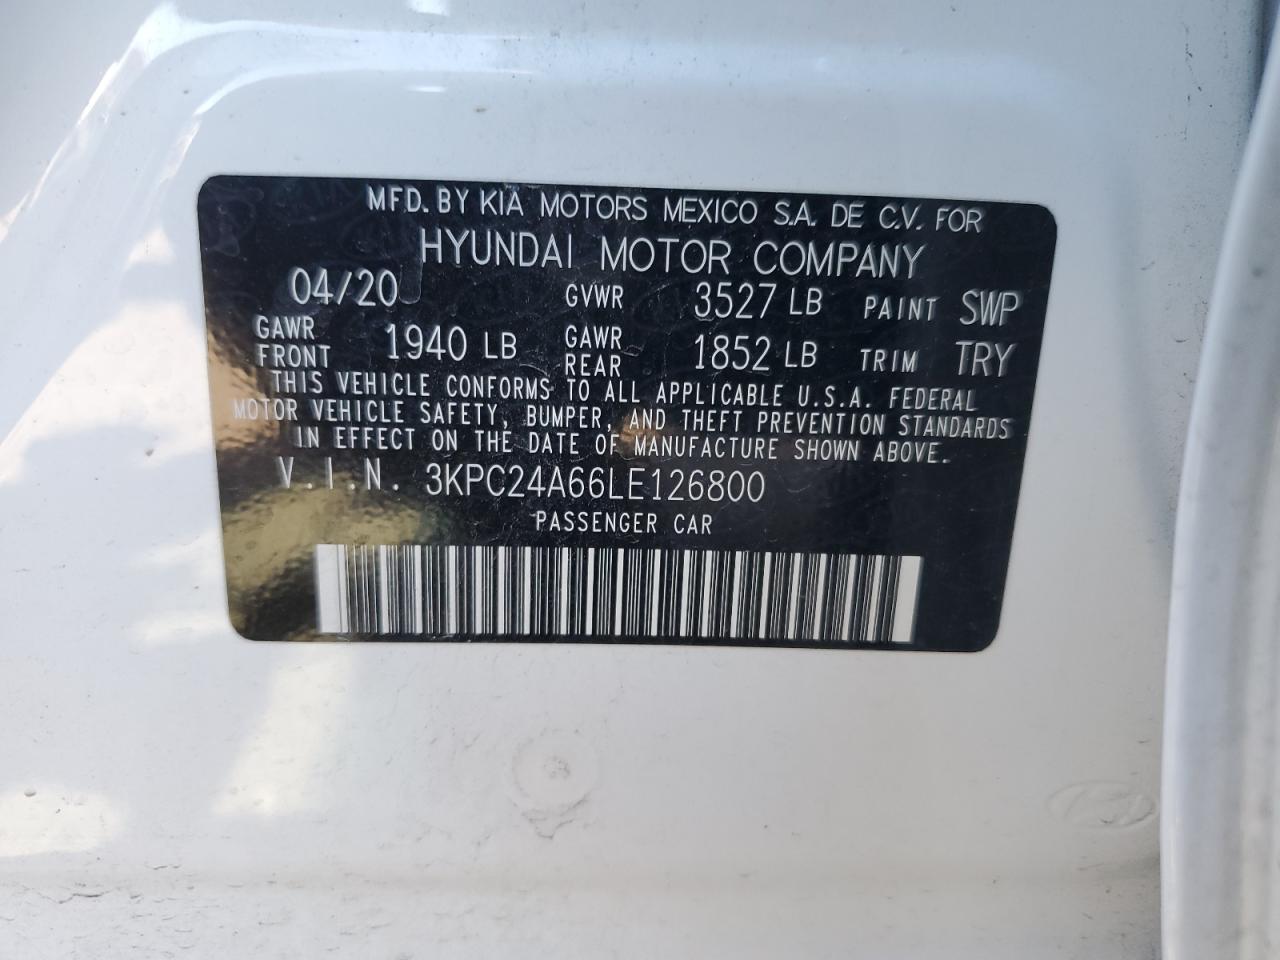 MFD. BY KIA MOTORS MEXICO S.A. DE C.V. FOR
HYUNDAI MOTOR COMPANY
04/20 GVWR 3527 LB PAINT SWP
GAWR FRONT 1940 LB GAWR REAR 1852 LB TRIM TRY
THIS VEHICLE CONFORMS TO ALL APPLICABLE U.S.A. FEDERAL
MOTOR VEHICLE SAFETY, BUMPER, AND THEFT PREVENTION STANDARDS
IN EFFECT ON THE DATE OF MANUFACTURE SHOWN ABOVE.
V.I.N. 3KPC24A66LE126800
PASSENGER CAR